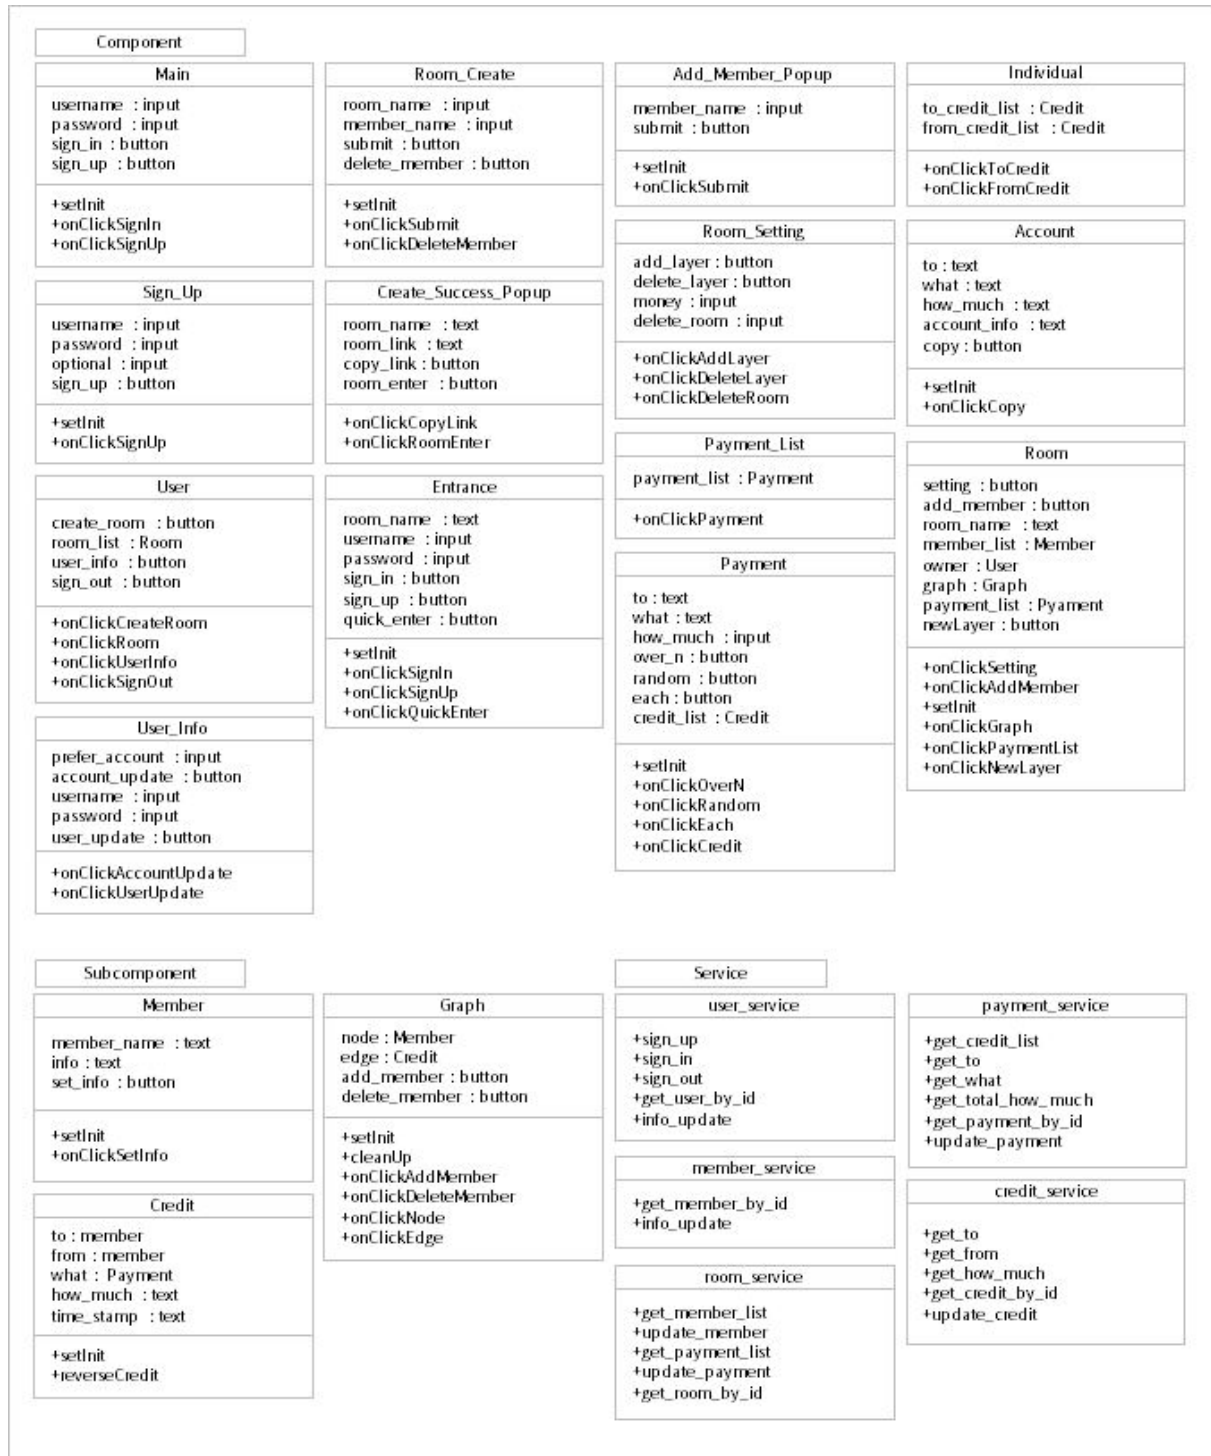 Component
Main
username : input
password : input
sign_in : button
sign_up : button
+setInit
+onClickSignIn
+onClickSignUp
Sign_Up
username : input
password : input
optional : input
sign_up : button
+setInit
+onClickSignUp
User
create_room : button
room_list : Room
user_info : button
sign_out : button
+onClickCreateRoom
+onClickRoom
+onClickUserInfo
+onClickSignOut
User_Info
prefer_account : input
account_update : button
username : input
password : input
user_update : button
+onClickAccountUpdate
+onClickUserUpdate
Room_Create
room_name : input
member_name : input
submit : button
delete_member : button
+setInit
+onClickSubmit
+onClickDeleteMember
Create_Success_Popup
room_name : text
room_link : text
copy_link : button
room_enter : button
+onClickCopyLink
+onClickRoomEnter
Entrance
room_name : text
username : input
password : input
sign_in : button
sign_up : button
quick_enter : button
+setInit
+onClickSignIn
+onClickSignUp
+onClickQuickEnter
Add_Member_Popup
member_name : input
submit : button
+setInit
+onClickSubmit
Room_Setting
add_layer : button
delete_layer : button
money : input
delete_room : input
+onClickAddLayer
+onClickDeleteLayer
+onClickDeleteRoom
Payment_List
payment_list : Payment
+onClickPayment
Payment
to : text
what : text
how_much : input
over_n : button
random : button
each : button
credit_list : Credit
+setInit
+onClickOverN
+onClickRandom
+onClickEach
+onClickCredit
Individual
to_credit_list : Credit
from_credit_list : Credit
+onClickToCredit
+onClickFromCredit
Account
to : text
what : text
how_much : text
account_info : text
copy : button
+setInit
+onClickCopy
Room
setting : button
add_member : button
room_name : text
member_list : Member
owner : User
graph : Graph
payment_list : Pyament
newLayer : button
+onClickSetting
+onClickAddMember
+setInit
+onClickGraph
+onClickPaymentList
+onClickNewLayer
Subcomponent
Member
member_name : text
info : text
set_info : button
+setInit
+onClickSetInfo
Credit
to : member
from : member
what : Payment
how_much : text
time_stamp : text
+setInit
+reverseCredit
Graph
node : Member
edge : Credit
add_member : button
delete_member : button
+setInit
+cleanUp
+onClickAddMember
+onClickDeleteMember
+onClickNode
+onClickEdge
Service
user_service
+sign_up
+sign_in
+sign_out
+get_user_by_id
+info_update
member_service
+get_member_by_id
+info_update
room_service
+get_member_list
+update_member
+get_payment_list
+update_payment
+get_room_by_id
payment_service
+get_credit_list
+get_to
+get_what
+get_total_how_much
+get_payment_by_id
+update_payment
credit_service
+get_to
+get_from
+get_how_much
+get_credit_by_id
+update_credit